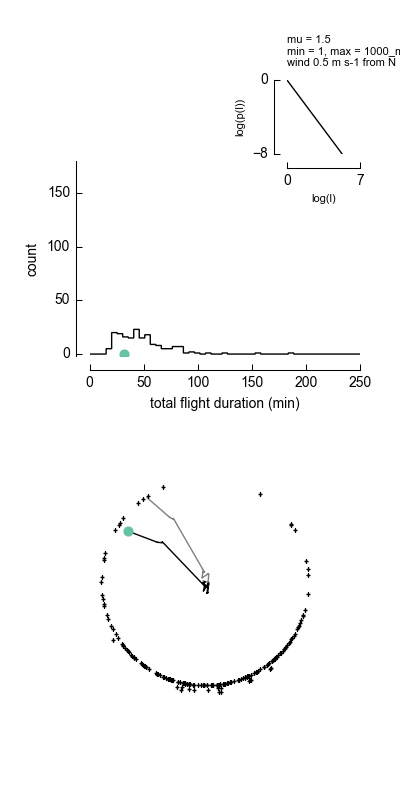 mu = 1.5
min = 1, max = 1000_m
wind 0.5 m s-1 from N
0
log(p(l))
−8
0 7
log(l)
150
100
50
0
count
0 50 100 150 200 250
total flight duration (min)